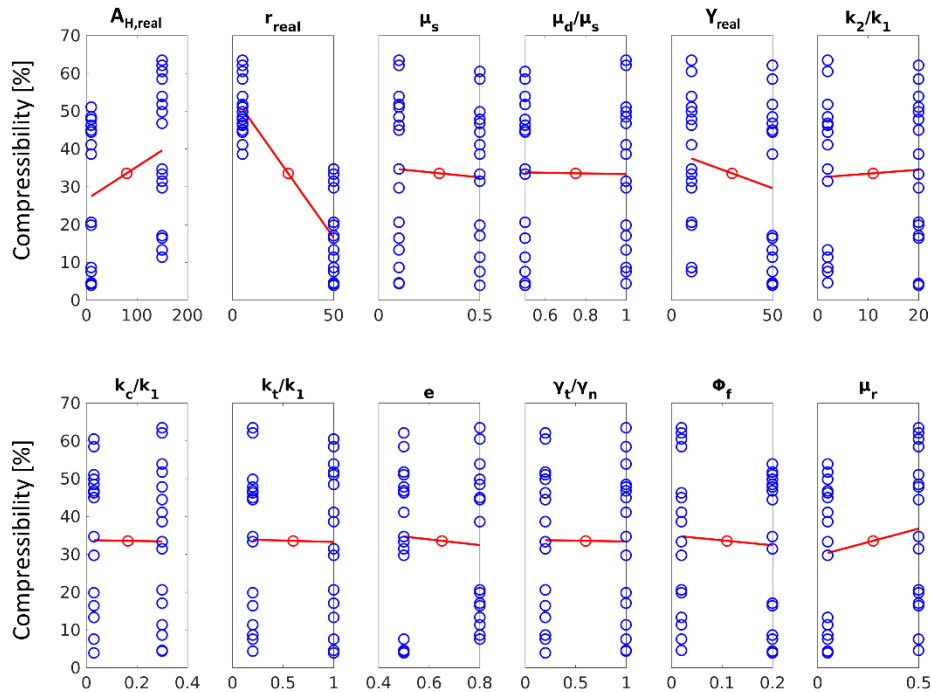 A_H,real r_real μ_s μ_d/μ_s Y_real k_2/k_1
Compressibility [%]
70
60
50
40
30
20
10
0
0 100 200 0 50 0 0.5 0.6 0.8 1 0 50 0 10 20
k_c/k_1 k_t/k_1 e γ_t/γ_n Φ_f μ_r
Compressibility [%]
70
60
50
40
30
20
10
0
0 0.2 0.4 0 0.5 1 0.4 0.6 0.8 0 0.5 1 0 0.1 0.2 0 0.5